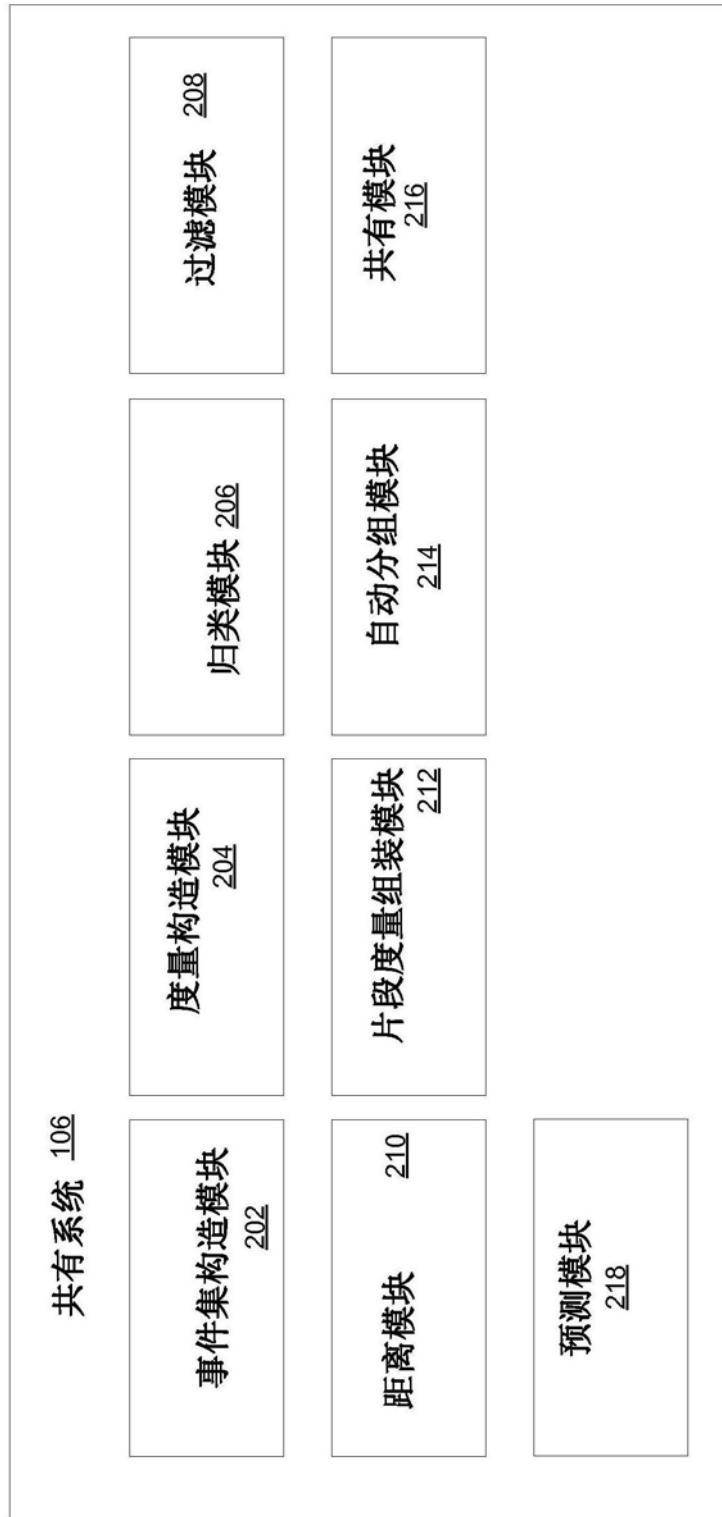 共有系统 106
事件集构造模块
202
度量构造模块
204
归类模块 206
过滤模块 208
距离模块 210
片段度量组装模块
212
自动分组模块
214
共有模块
216
预测模块
218